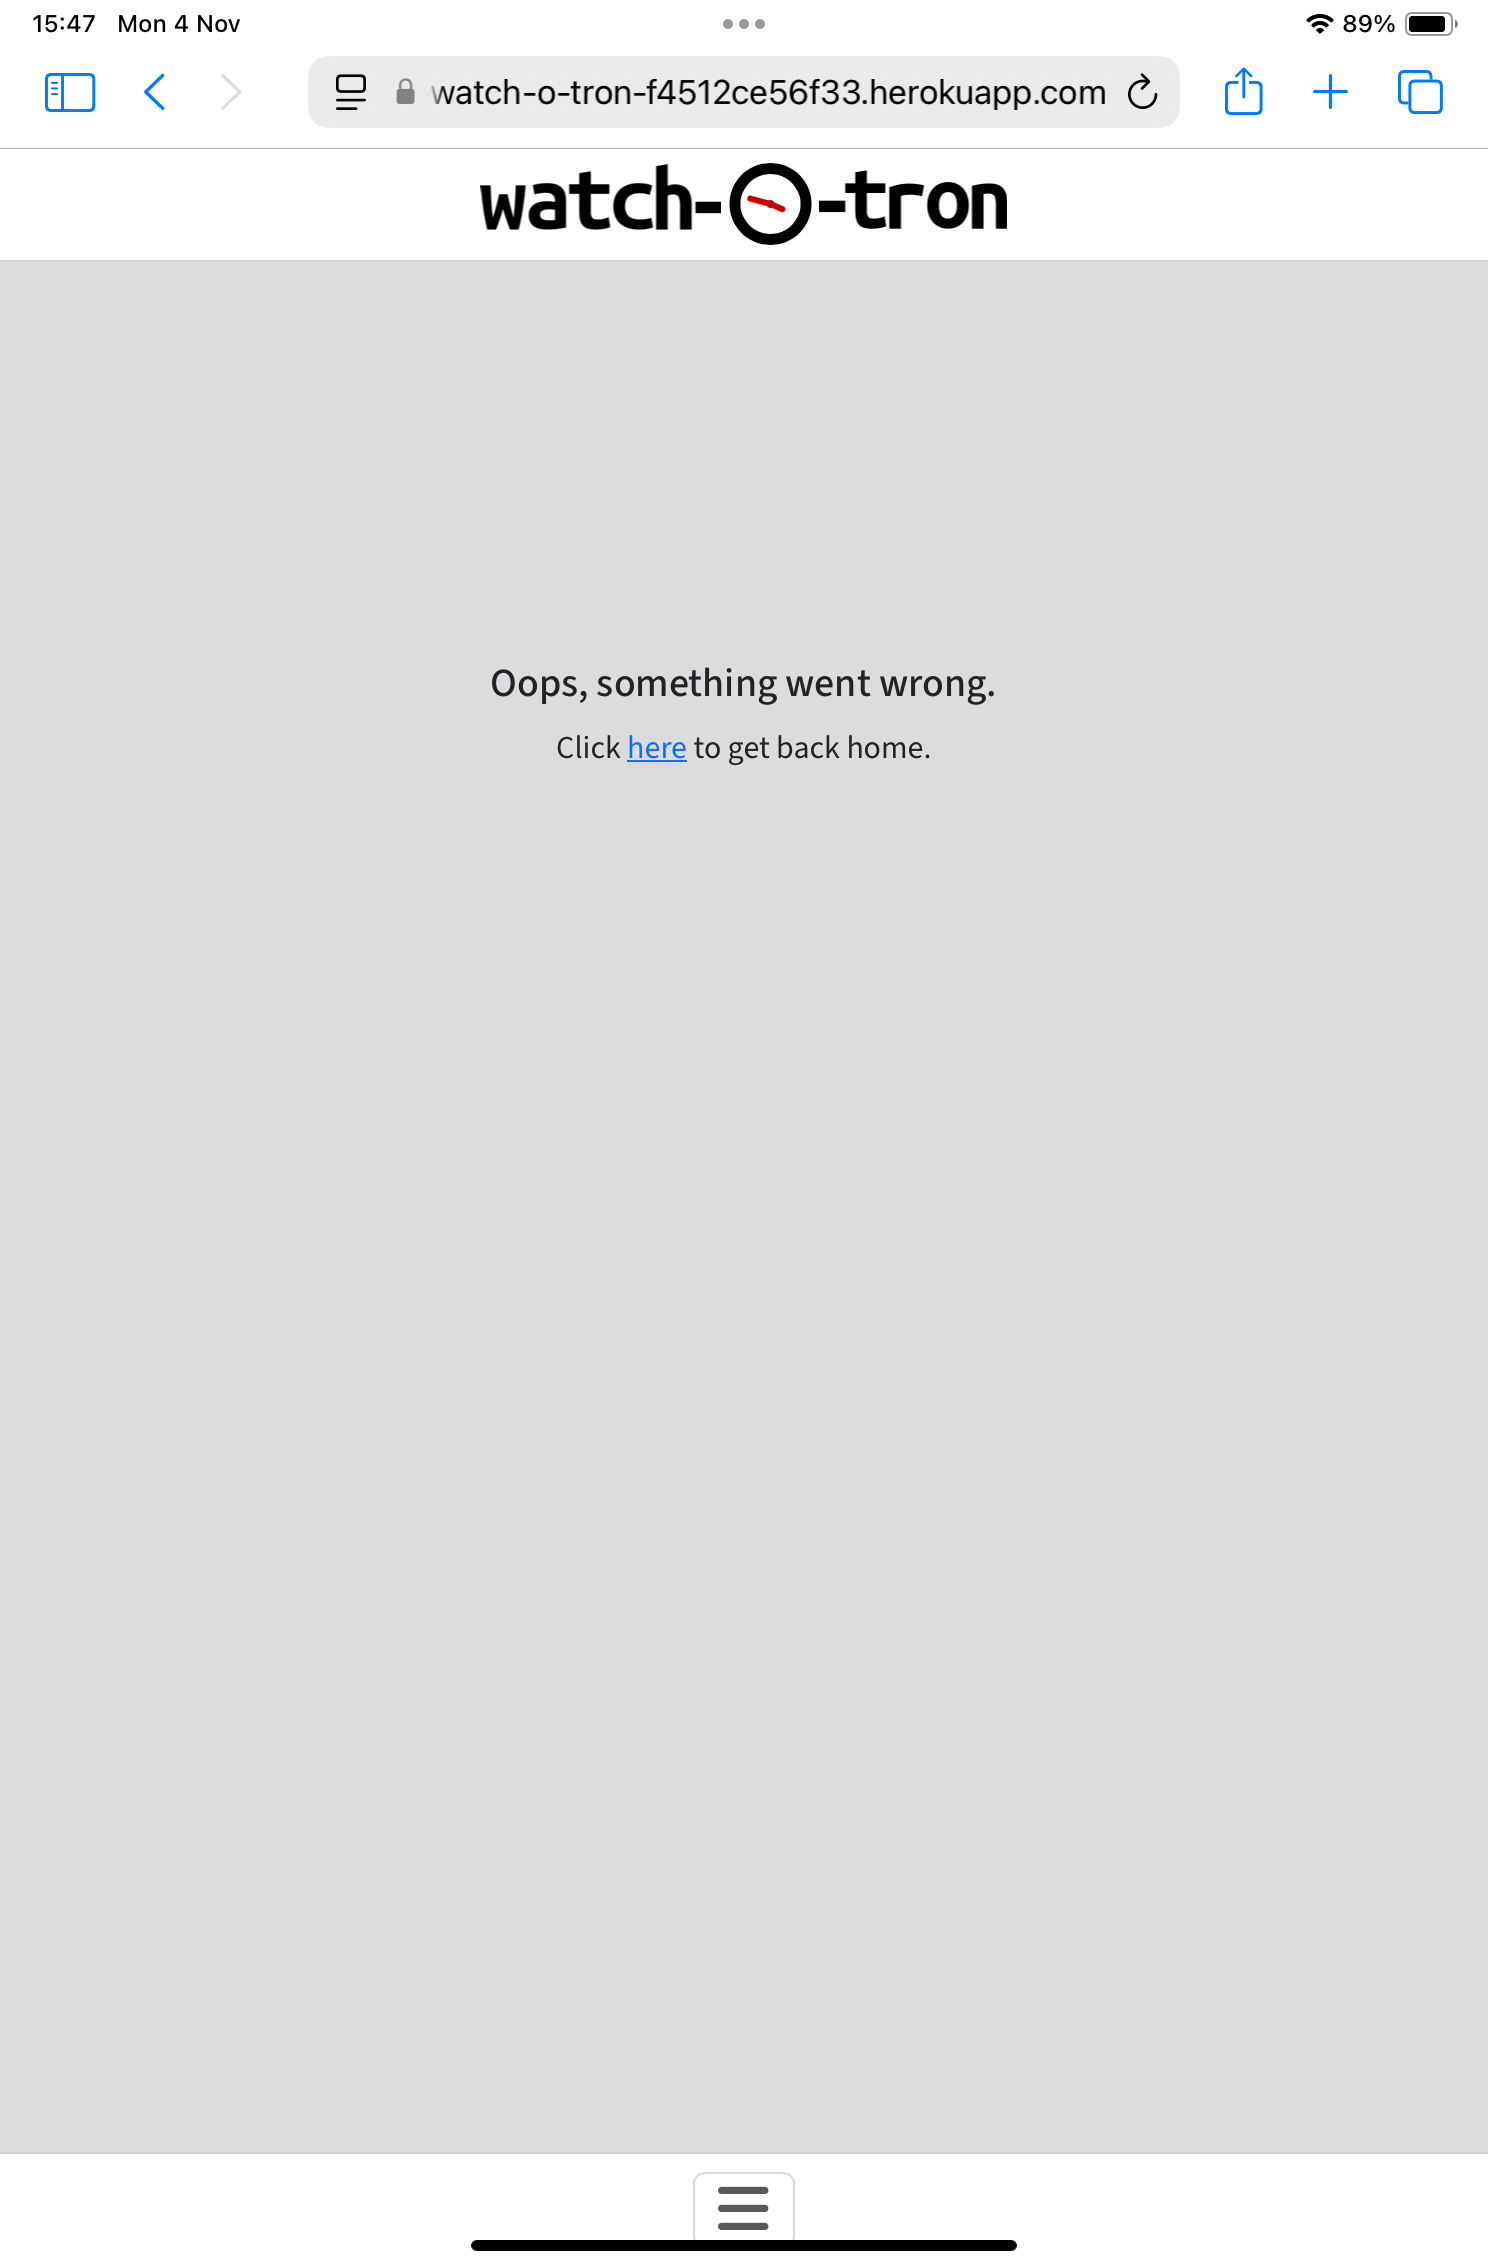 15:47 Mon 4 Nov
89%
watch-o-tron-f4512ce56f33.herokuapp.com
watch-O-tron
Oops, something went wrong.
Click here to get back home.